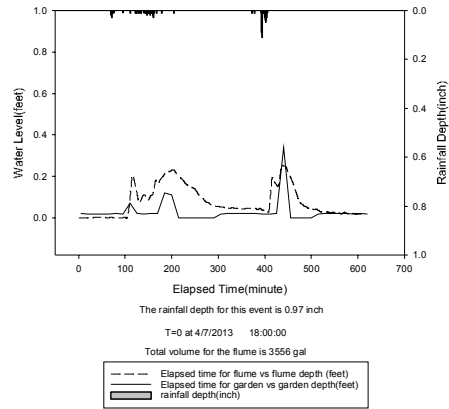 1.0
0.8
0.6
0.4
0.2
0.0
Water Level(feet)
0.0
0.2
0.4
0.6
0.8
1.0
Rainfall Depth(inch)
0 100 200 300 400 500 600 700
Elapsed Time(minute)
The rainfall depth for this event is 0.97 inch
T=0 at 4/7/2013 18:00:00
Total volume for the flume is 3556 gal
Elapsed time for flume vs flume depth (feet)
Elapsed time for garden vs garden depth(feet)
rainfall depth(inch)